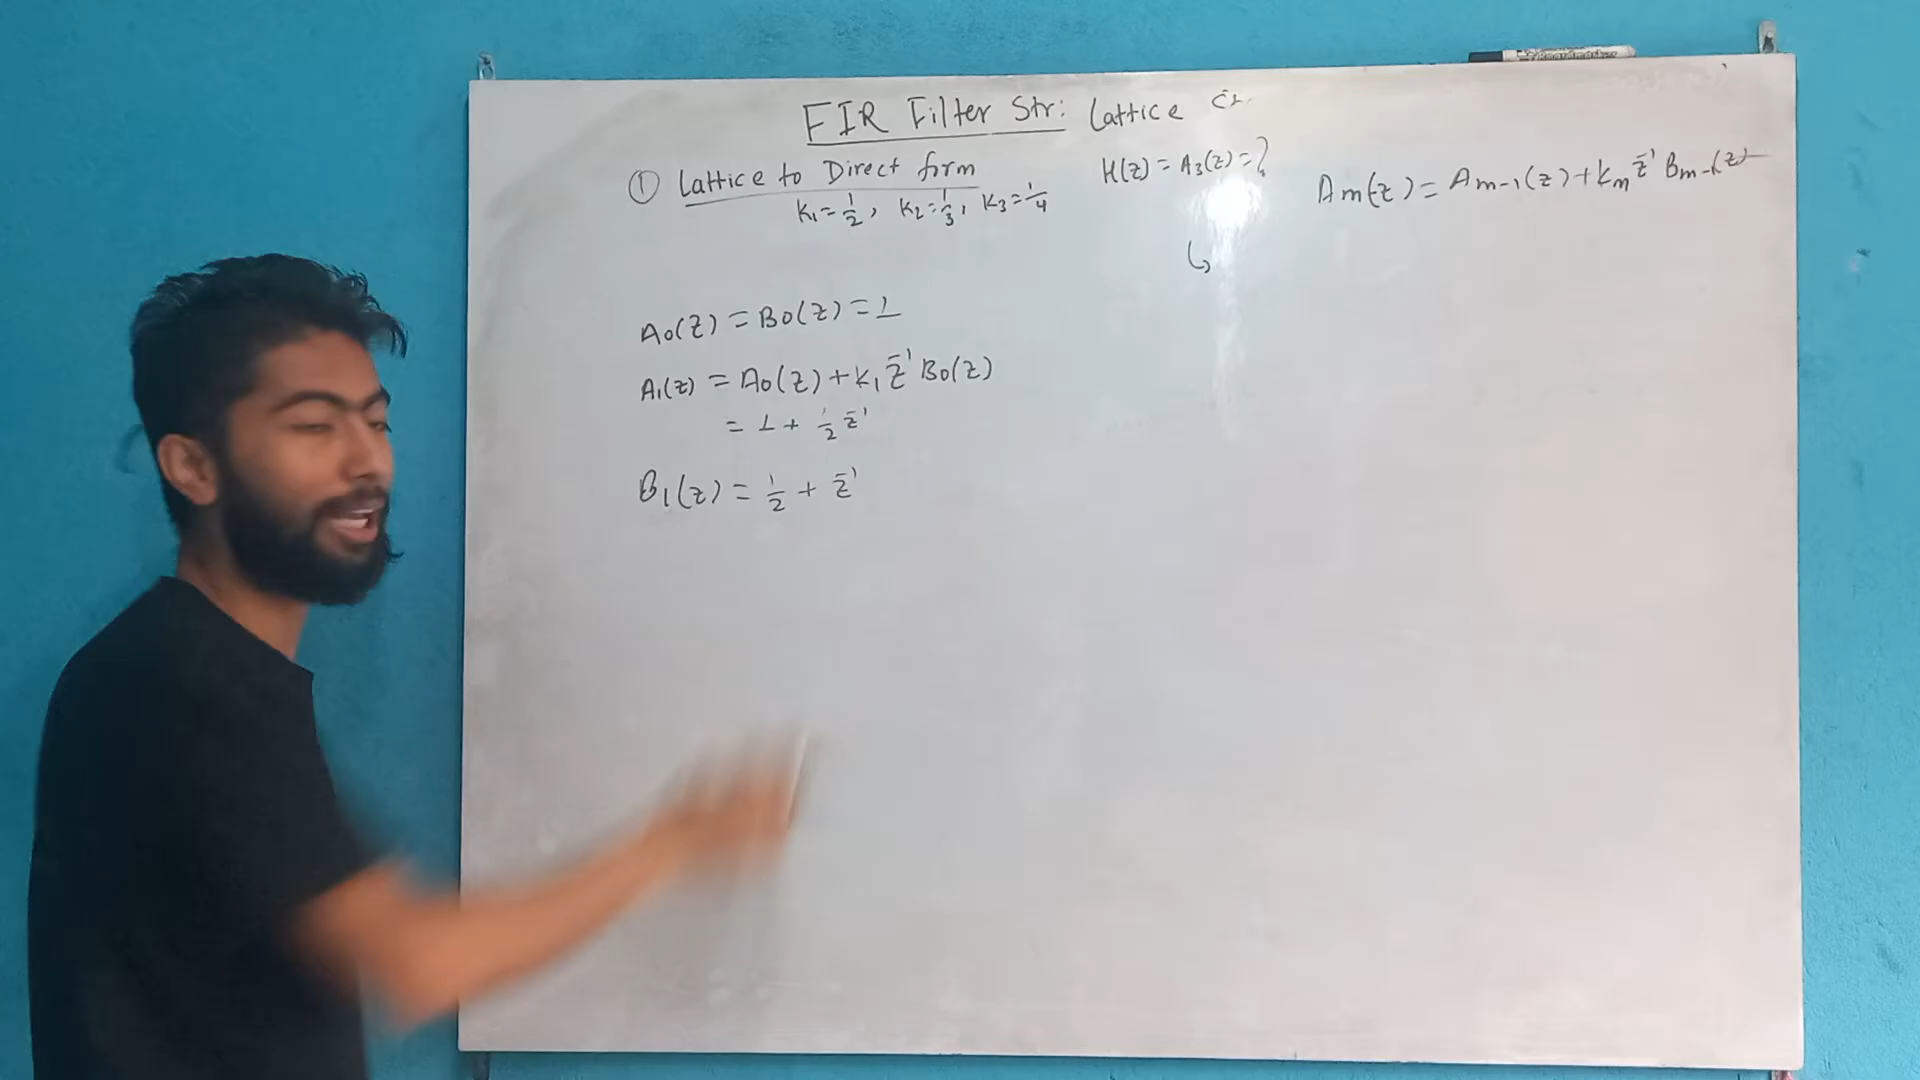 FIR Filter Str: Lattice
① Lattice to Direct form
K₁ = 1/2, K₂ = 1/3, K₃ = 1/4
H(z) = A₃(z) = ?
Am(z) = Am-1(z) + Km z⁻¹ Bm-1(z)
A₀(z) = B₀(z) = 1
A₁(z) = A₀(z) + K₁ z⁻¹ B₀(z)
= 1 + 1/2 z⁻¹
B₁(z) = 1/2 + z⁻¹